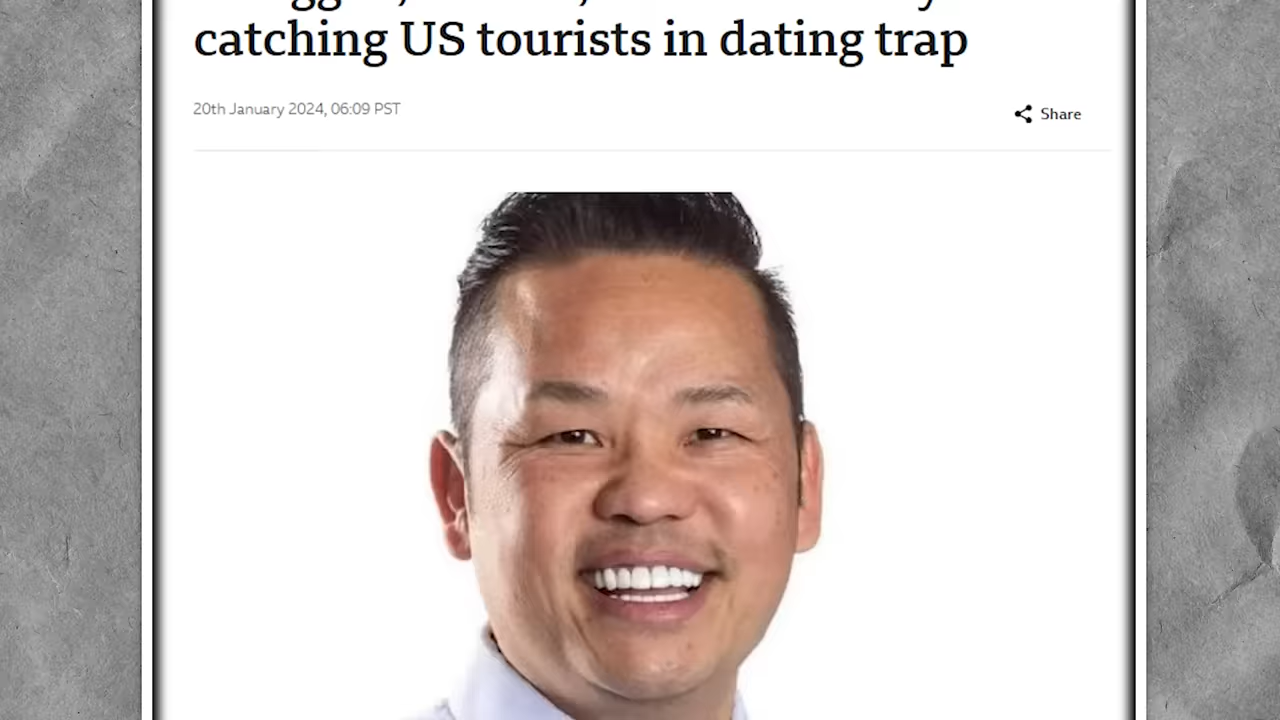 catching US tourists in dating trap
20th January 2024, 06:09 PST
Share